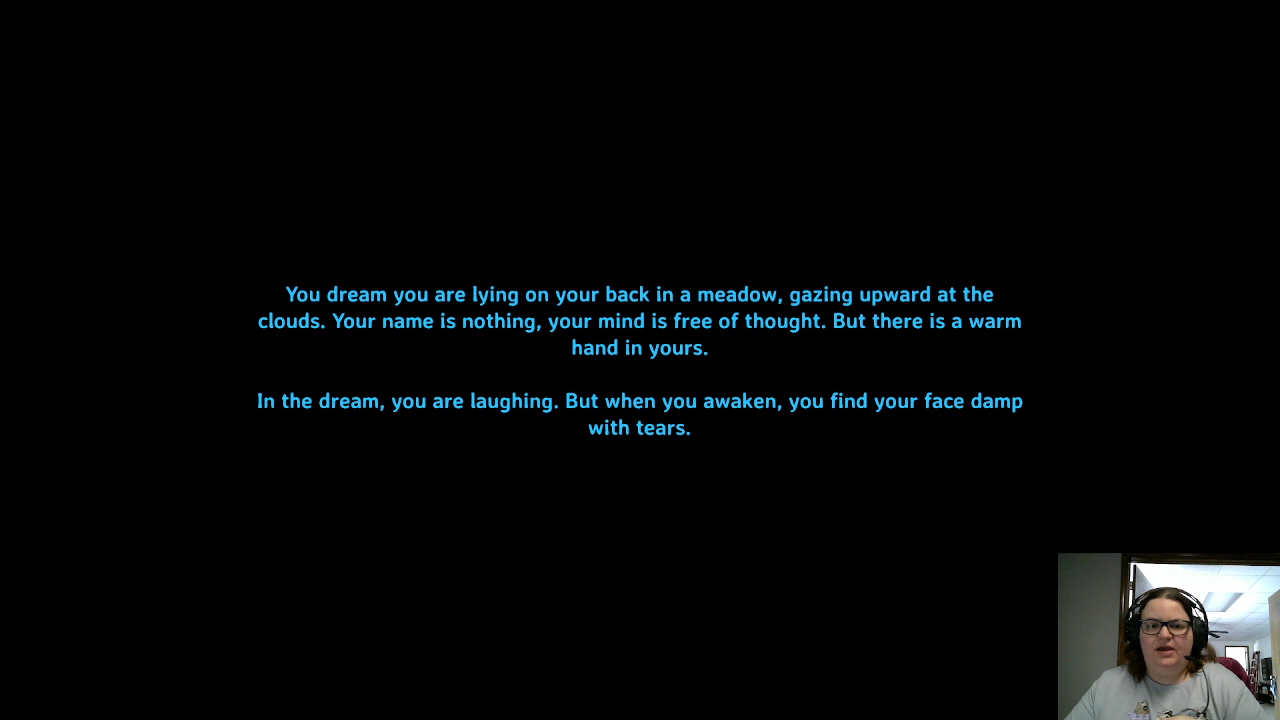 You dream you are lying on your back in a meadow, gazing upward at the
clouds. Your name is nothing, your mind is free of thought. But there is a warm
hand in yours.
In the dream, you are laughing. But when you awaken, you find your face damp
with tears.